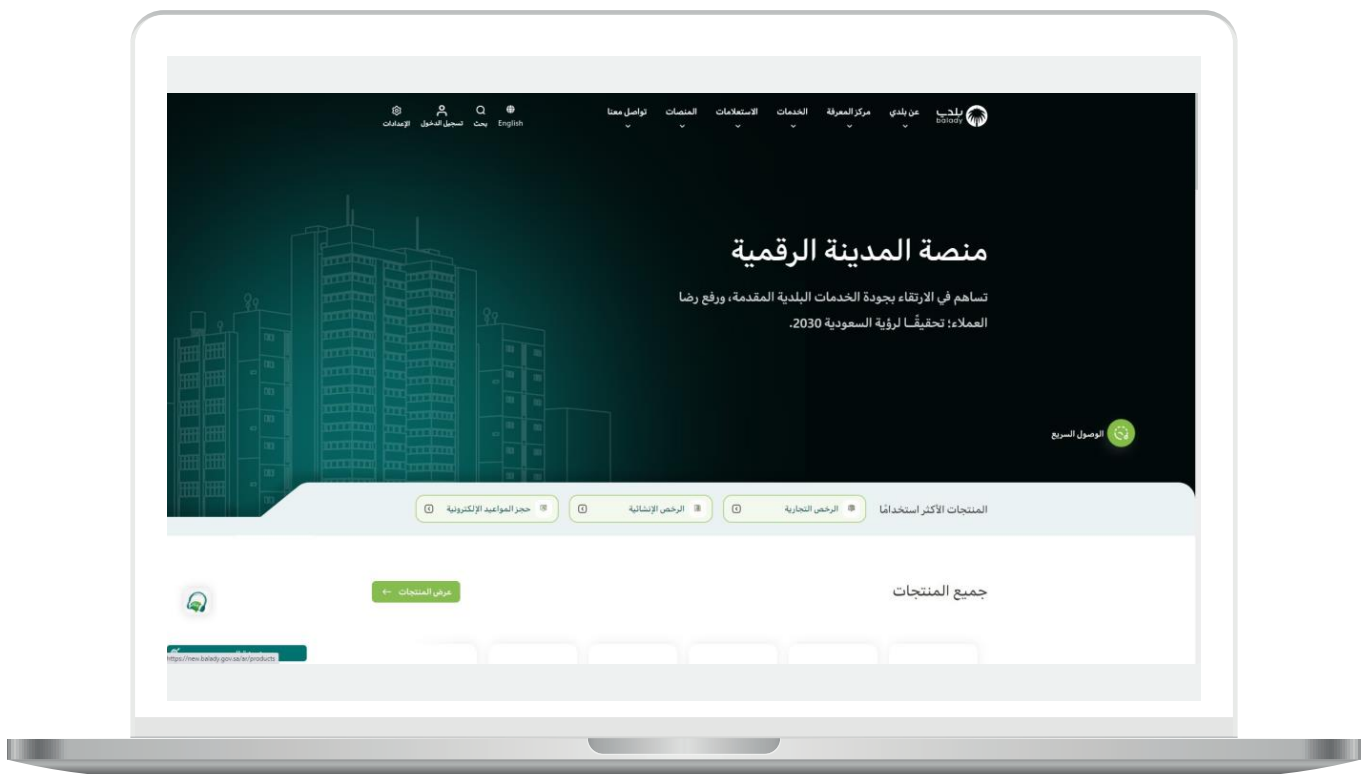 بلدي
balady
عن بلدي
مركز المعرفة
الخدمات
الاستعلامات
المنصات
تواصل معنا
English
بحث
تسجيل الدخول
الإعدادات
منصة المدينة الرقمية
تساهم في الارتقاء بجودة الخدمات البلدية المقدمة، ورفع رضا
العملاء؛ تحقيقًـا لرؤية السعودية 2030.
الوصول السريع
المنتجات الأكثر استخدامًا
الرخص التجارية
الرخص الإنشائية
حجز المواعيد الإلكترونية
جميع المنتجات
عرض المنتجات ←
https://new.balady.gov.sa/ar/products